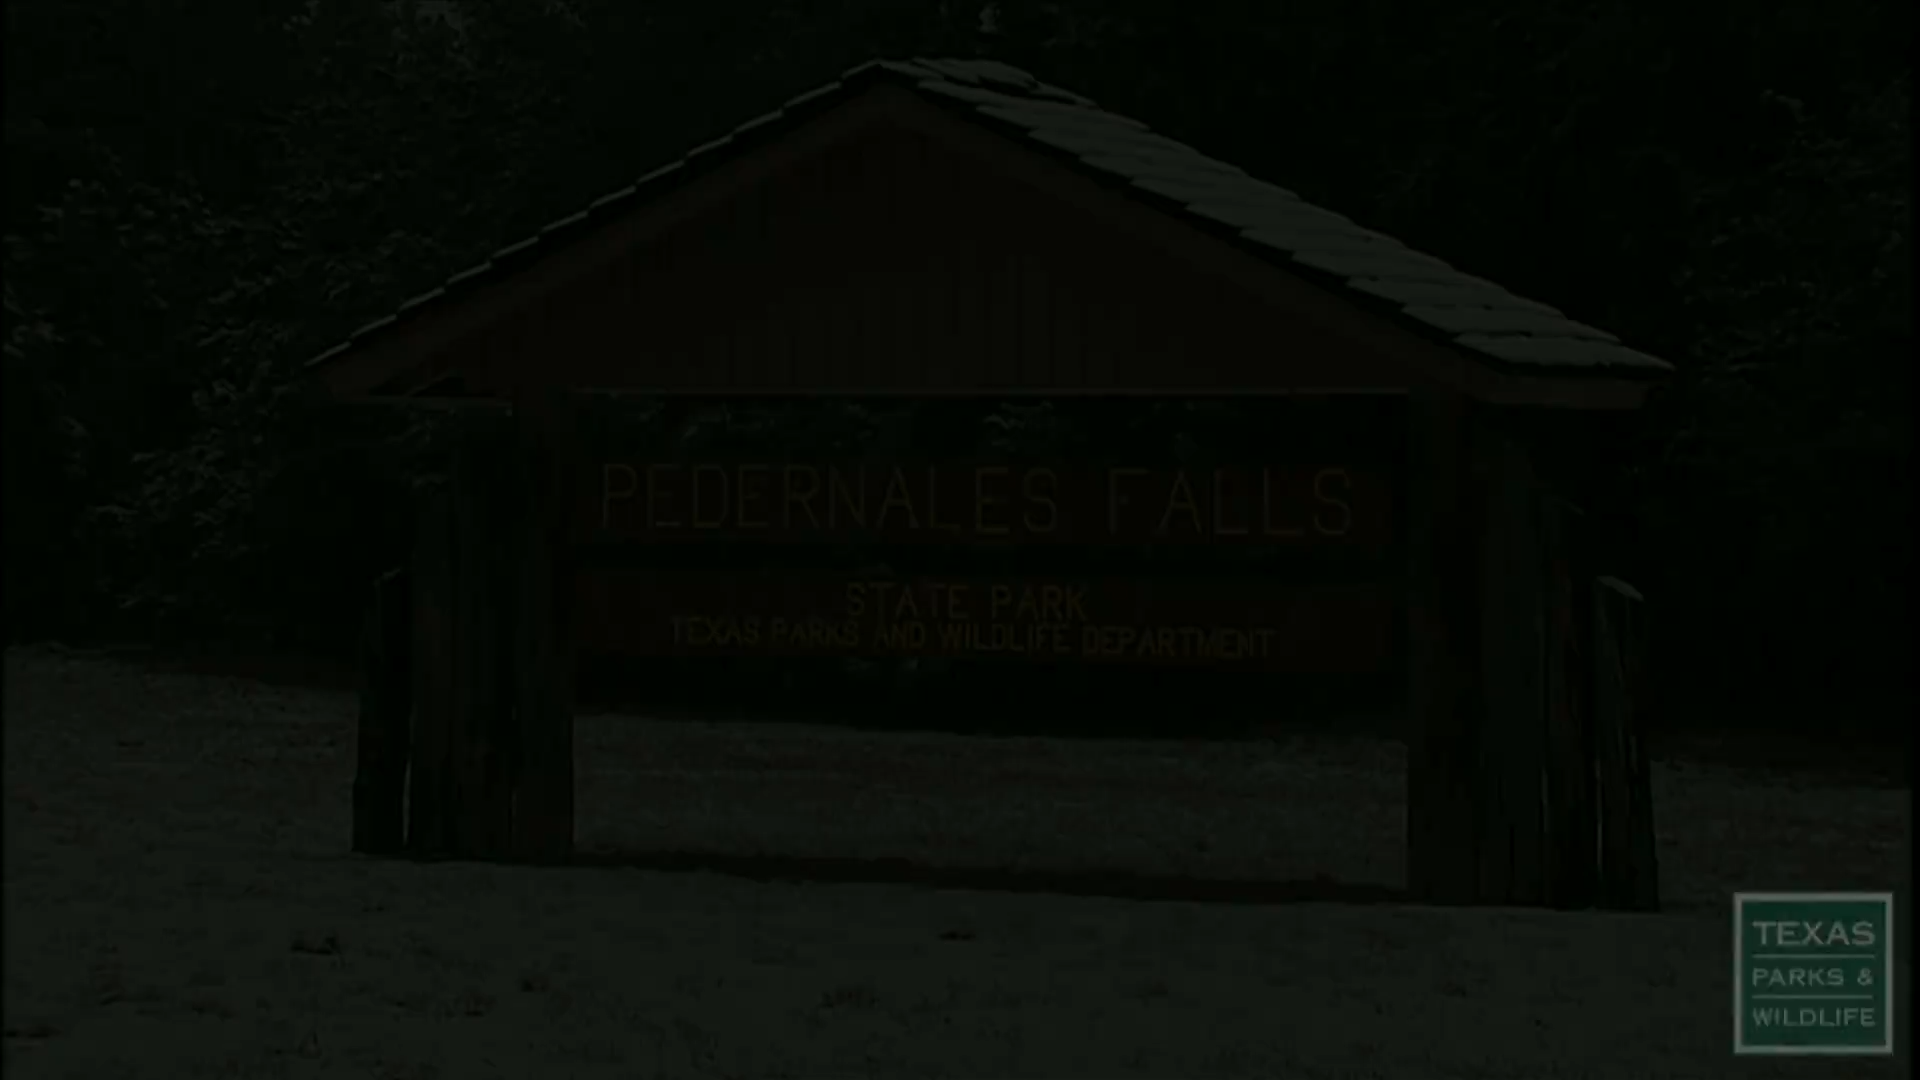 PEDERNALES FALLS
STATE PARK
TEXAS PARKS AND WILDLIFE DEPARTMENT
TEXAS
PARKS &
WILDLIFE